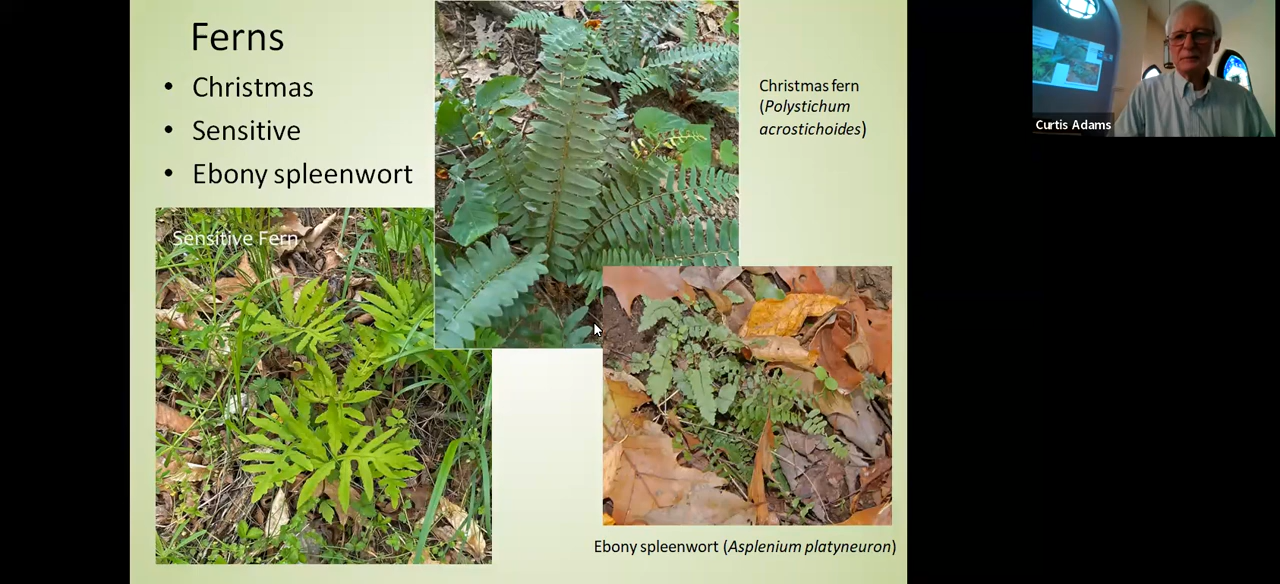 Ferns
• Christmas
• Sensitive
• Ebony spleenwort
Sensitive Fern
Christmas fern
(Polystichum
acrostichoides)
Ebony spleenwort (Asplenium platyneuron)
Curtis Adams